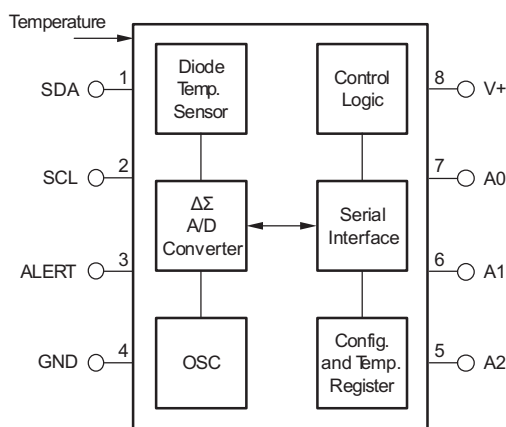 Temperature
1
SDA
2
SCL
3
ALERT
4
GND
Diode
Temp.
Sensor
ΔΣ
A/D
Converter
OSC
Control
Logic
Serial
Interface
Config.
and Temp.
Register
8
V+
7
A0
6
A1
5
A2